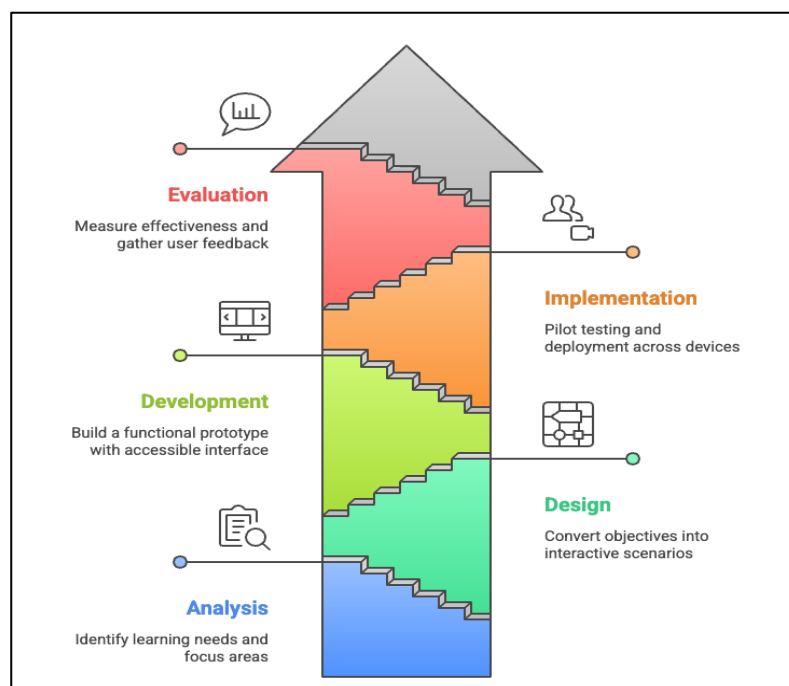 Evaluation
Measure effectiveness and
gather user feedback
Implementation
Pilot testing and
deployment across devices
Development
Build a functional prototype
with accessible interface
Design
Convert objectives into
interactive scenarios
Analysis
Identify learning needs and
focus areas